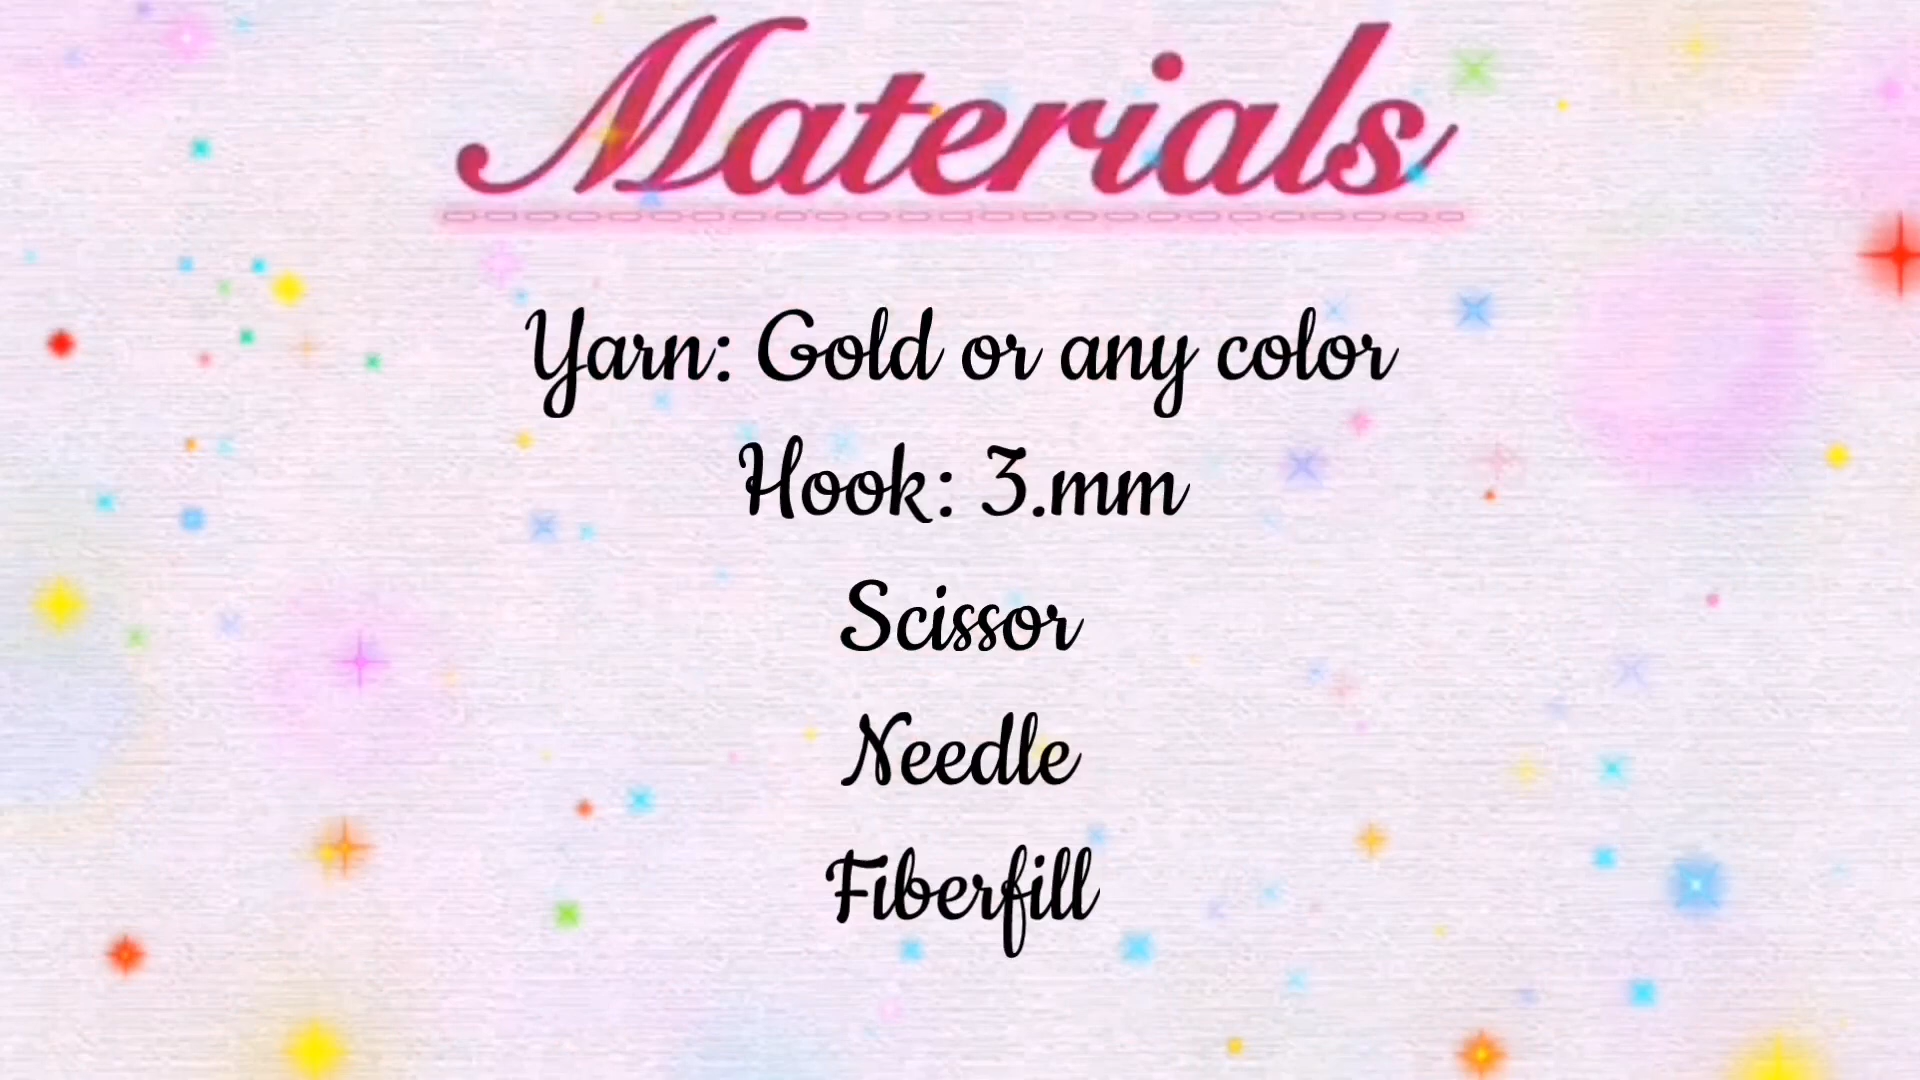 Materials
Yarn: Gold or any color
Hook: 3.mm
Scissor
Needle
Fiberfill